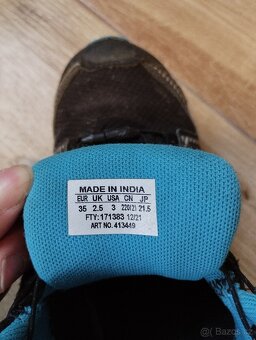 MADE IN INDIA
EUR UK USA CN JP
35 2.5 3 220(2) 21.5
FTY:171383 12/21
ART NO. 413449